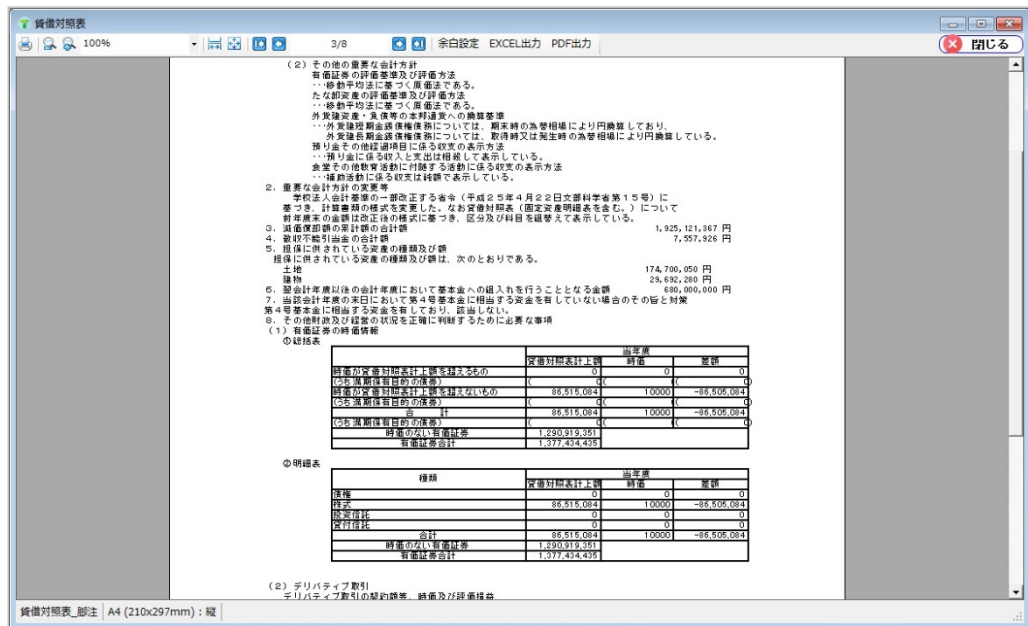 貸借対照表
100%
3/8
余白設定 EXCEL出力 PDF出力
閉じる
(2) その他の重要な会計方針
有価証券の評価基準及び評価方法
・・・移動平均法に基づく原価法である。
たな卸資産の評価基準及び評価方法
・・・移動平均法に基づく原価法である。
外貨建資産・負債等の本邦通貨への換算基準
・・・外貨建短期金銭債権債務については、期末時の為替相場により円換算しており、
外貨建長期金銭債権債務については、取得時又は発生時の為替相場により円換算している。
預り金その他経過項目に係る収支の表示方法
・・・預り金に係る収入と支出は相殺して表示している。
食堂その他教育活動に付随する活動に係る収支の表示方法
・・・補助活動に係る収支は純額で表示している。
2. 重要な会計方針の変更等
学校法人会計基準の一部改正する省令(平成25年4月22日文部科学省第15号)に
基づき、計算書類の様式を変更した。なお貸借対照表(固定資産明細表を含む。)について
前年度末の金額は改正後の様式に基づき、区分及び科目を組替えて表示している。
3. 減価償却額の累計額の合計額 1,925,121,367 円
4. 徴収不能引当金の合計額 7,557,926 円
5. 担保に供されている資産の種類及び額
担保に供されている資産の種類及び額は、次のとおりである。
土地 174,700,050 円
建物 29,692,280 円
6. 翌会計年度以後の会計年度において基本金への組入れを行うこととなる金額 680,000,000 円
7. 当該会計年度の末日において第4号基本金に相当する資金を有していない場合のその旨と対策
第4号基本金に相当する資金を有しており、該当しない。
8. その他財政及び経営の状況を正確に判断するために必要な事項
(1) 有価証券の時価情報
①総括表
当年度
貸借対照表計上額 時価 差額
時価が貸借対照表計上額を超えるもの 0 0 0
(うち満期保有目的の債券) ( 0)( 0)( 0)
時価が貸借対照表計上額を超えないもの 86,515,084 10000 -86,505,084
(うち満期保有目的の債券) ( 0)( 0)( 0)
合 計 86,515,084 10000 -86,505,084
(うち満期保有目的の債券) ( 0)( 0)( 0)
時価のない有価証券 1,290,919,351
有価証券合計 1,377,434,435
②明細表
種類 当年度
貸借対照表計上額 時価 差額
債権 0 0 0
株式 86,515,084 10000 -86,505,084
投資信託 0 0 0
貸付信託 0 0 0
合計 86,515,084 10000 -86,505,084
時価のない有価証券 1,290,919,351
有価証券合計 1,377,434,435
(2) デリバティブ取引
デリバティブ取引の契約額等、時価及び評価損益
貸借対照表_脚注 A4 (210x297mm) : 縦